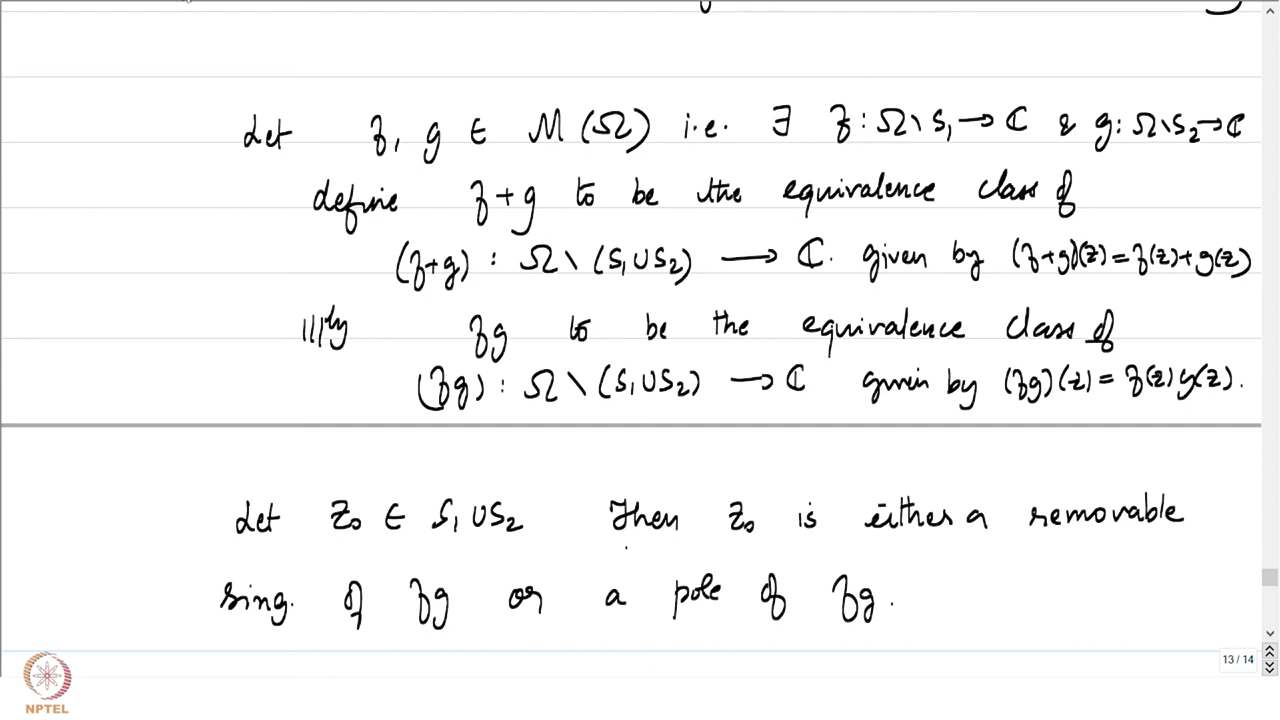 Let f, g ∈ M(Ω) i.e. ∃ f : Ω\S₁ → ℂ & g : Ω\S₂ → ℂ
define f+g to be the equivalence class of
(f+g) : Ω \ (S₁ ∪ S₂) ⟶ ℂ. given by (f+g)(z) = f(z)+g(z)
|||ly fg to be the equivalence class of
(fg) : Ω \ (S₁ ∪ S₂) ⟶ ℂ given by (fg)(z) = f(z) g(z).
Let z₀ ∈ S₁ ∪ S₂ Then z₀ is either a removable
sing. of fg or a pole of fg.
13 / 14
NPTEL